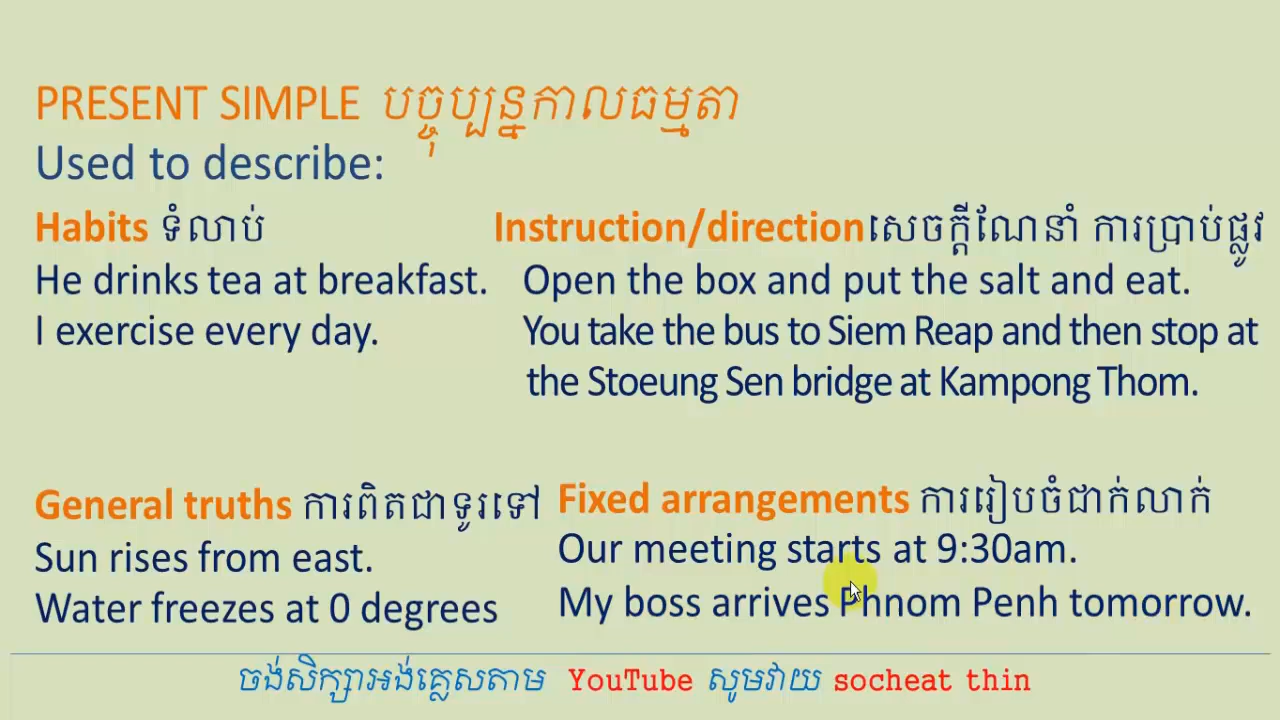 PRESENT SIMPLE បច្ចុប្បន្នកាលធម្មតា
Used to describe:
Habits ទំលាប់
He drinks tea at breakfast.
I exercise every day.
Instruction/directionសេចក្តីណែនាំ ការប្រាប់ផ្លូវ
Open the box and put the salt and eat.
You take the bus to Siem Reap and then stop at
the Stoeung Sen bridge at Kampong Thom.
General truths ការពិតជាទូរទៅ
Sun rises from east.
Water freezes at 0 degrees
Fixed arrangements ការរៀបចំជាក់លាក់
Our meeting starts at 9:30am.
My boss arrives Phnom Penh tomorrow.
ចង់សិក្សាអង់គ្លេសតាម YouTube សូមវាយ socheat thin